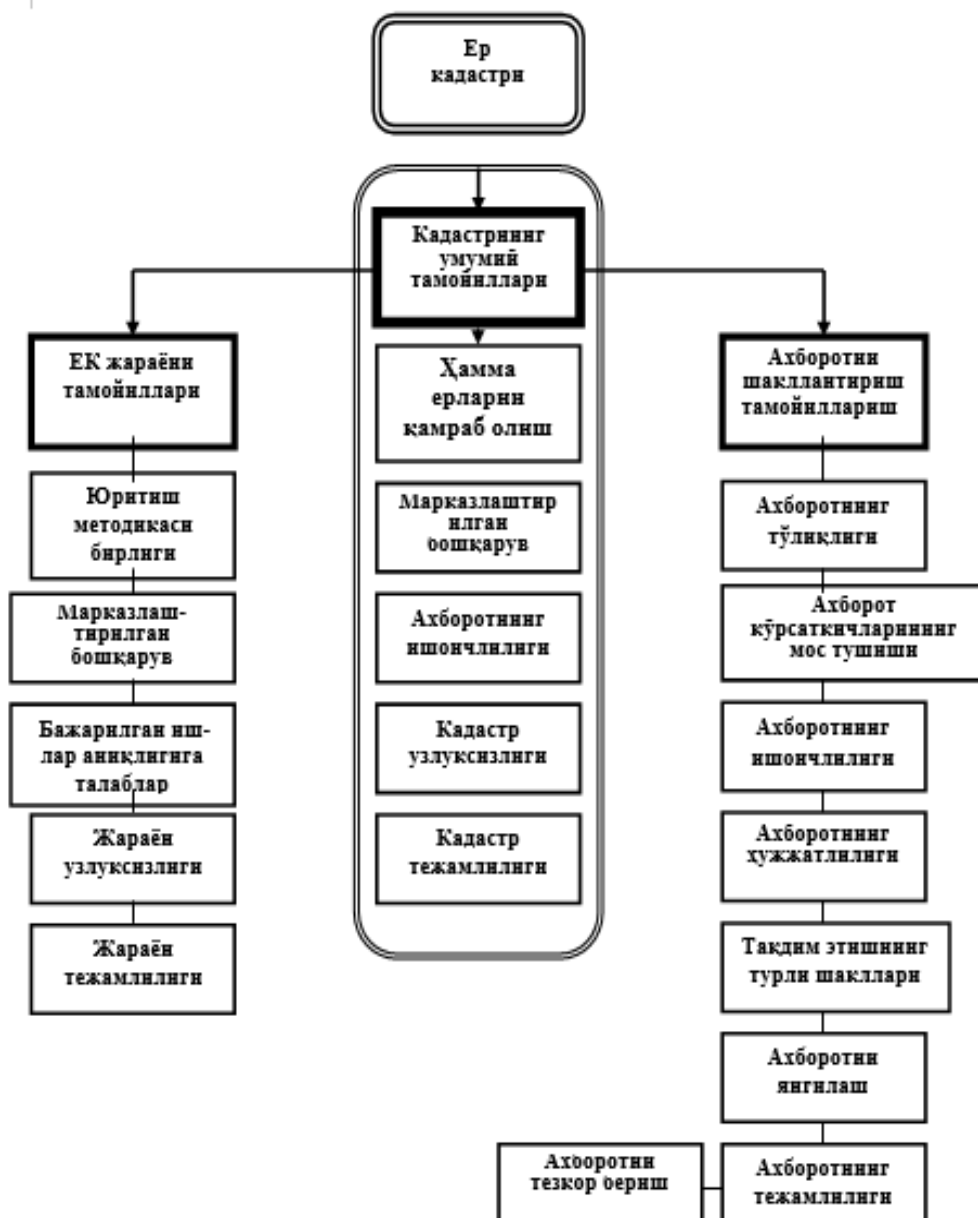 Ер
кадастри
Кадастрнинг
умумий
тамойиллари
ЕК жараёни
тамойиллари
Юритиш
методикаси
бирлиги
Марказлаш-
тирилган
бошқарув
Бажарилган иш-
лар аниқлигига
талаблар
Жараён
узлуксизлиги
Жараён
тежамлилиги
Ҳамма
ерларни
қамраб олиш
Марказлаштир
илган
бошқарув
Ахборотнинг
ишончлилиги
Кадастр
узлуксизлиги
Кадастр
тежамлилиги
Ахборотни
шакллантириш
тамойиллариш
Ахборотнинг
тўлиқлиги
Ахборот
кўрсаткичларининг
мос тушиши
Ахборотнинг
ишончлилиги
Ахборотнинг
ҳужжатлилиги
Тақдим этишнинг
турли шакллари
Ахборотни
янгилаш
Ахборотнинг
тежамлилиги
Ахборотни
тезкор бериш